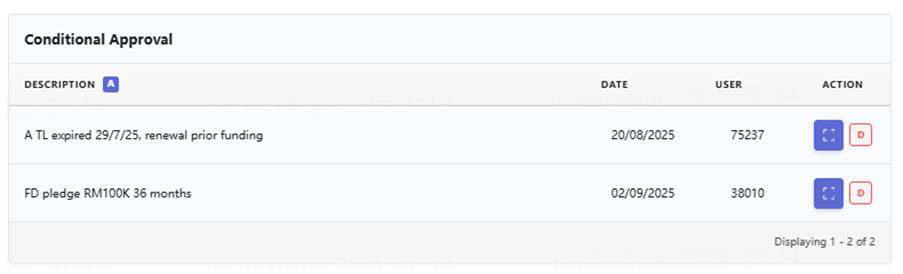 Conditional Approval
DESCRIPTION A DATE USER ACTION
A TL expired 29/7/25, renewal prior funding 20/08/2025 75237 D
FD pledge RM100K 36 months 02/09/2025 38010 D
Displaying 1 - 2 of 2